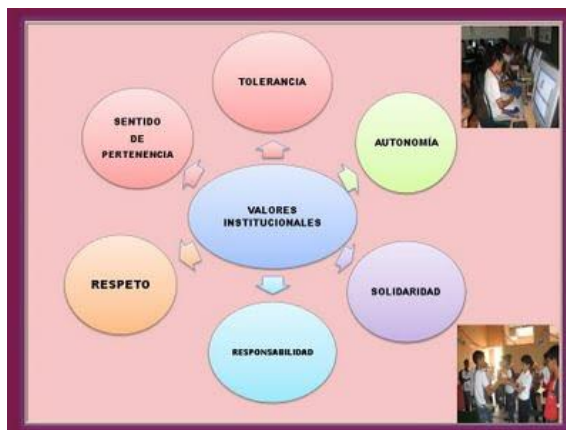 TOLERANCIA
SENTIDO
DE
PERTENENCIA
AUTONOMÍA
VALORES
INSTITUCIONALES
RESPETO
SOLIDARIDAD
RESPONSABILIDAD